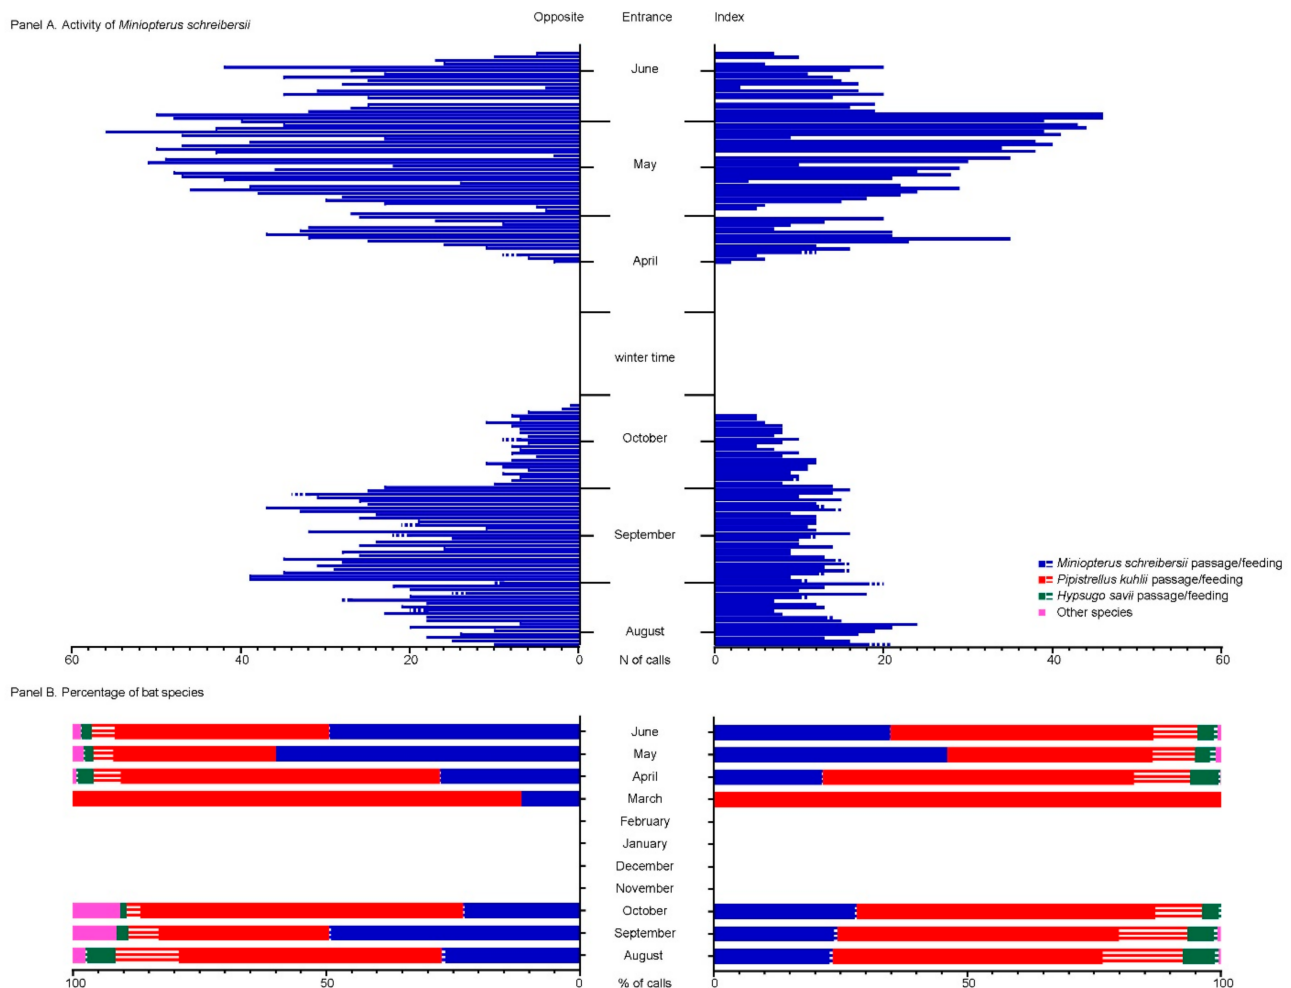 Panel A. Activity of Miniopterus schreibersii
Opposite Entrance Index
June
May
April
winter time
October
September
August
Miniopterus schreibersii passage/feeding
Pipistrellus kuhlii passage/feeding
Hypsugo savii passage/feeding
Other species
60 40 20 0 N of calls 0 20 40 60
Panel B. Percentage of bat species
June
May
April
March
February
January
December
November
October
September
August
100 50 0 % of calls 0 50 100